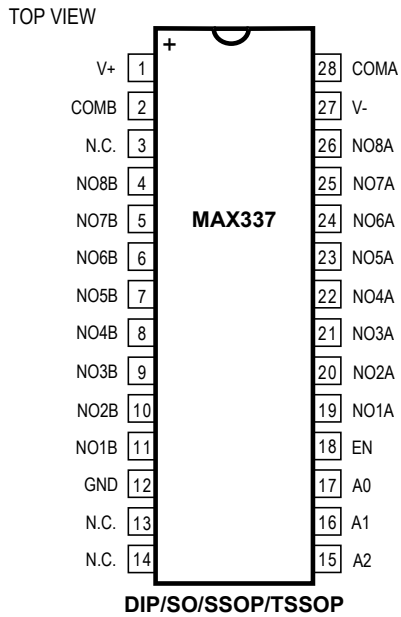 TOP VIEW
+
V+ 1 28 COMA
COMB 2 27 V-
N.C. 3 26 NO8A
NO8B 4 25 NO7A
NO7B 5 MAX337 24 NO6A
NO6B 6 23 NO5A
NO5B 7 22 NO4A
NO4B 8 21 NO3A
NO3B 9 20 NO2A
NO2B 10 19 NO1A
NO1B 11 18 EN
GND 12 17 A0
N.C. 13 16 A1
N.C. 14 15 A2
DIP/SO/SSOP/TSSOP